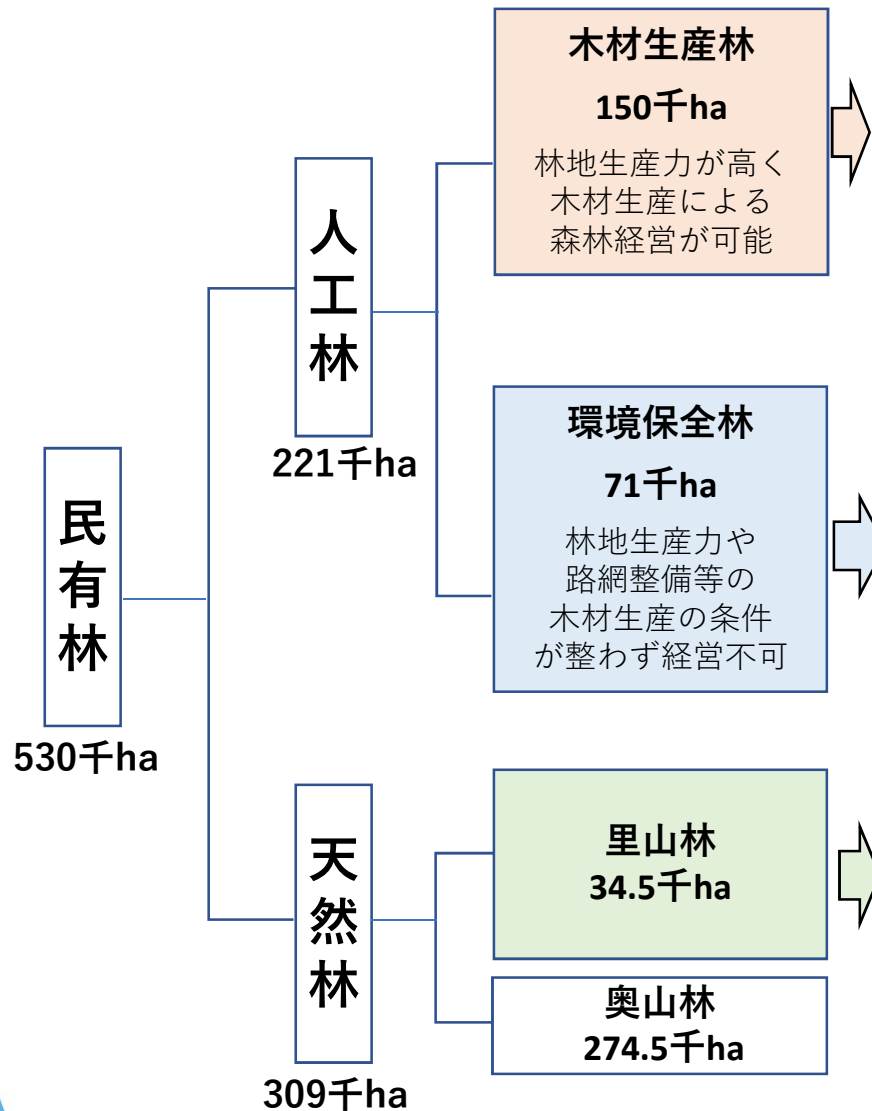 民有林
530千ha
人工林
221千ha
木材生産林
150千ha
林地生産力が高く
木材生産による
森林経営が可能
環境保全林
71千ha
林地生産力や
路網整備等の
木材生産の条件
が整わず経営不可
天然林
309千ha
里山林
34.5千ha
奥山林
274.5千ha